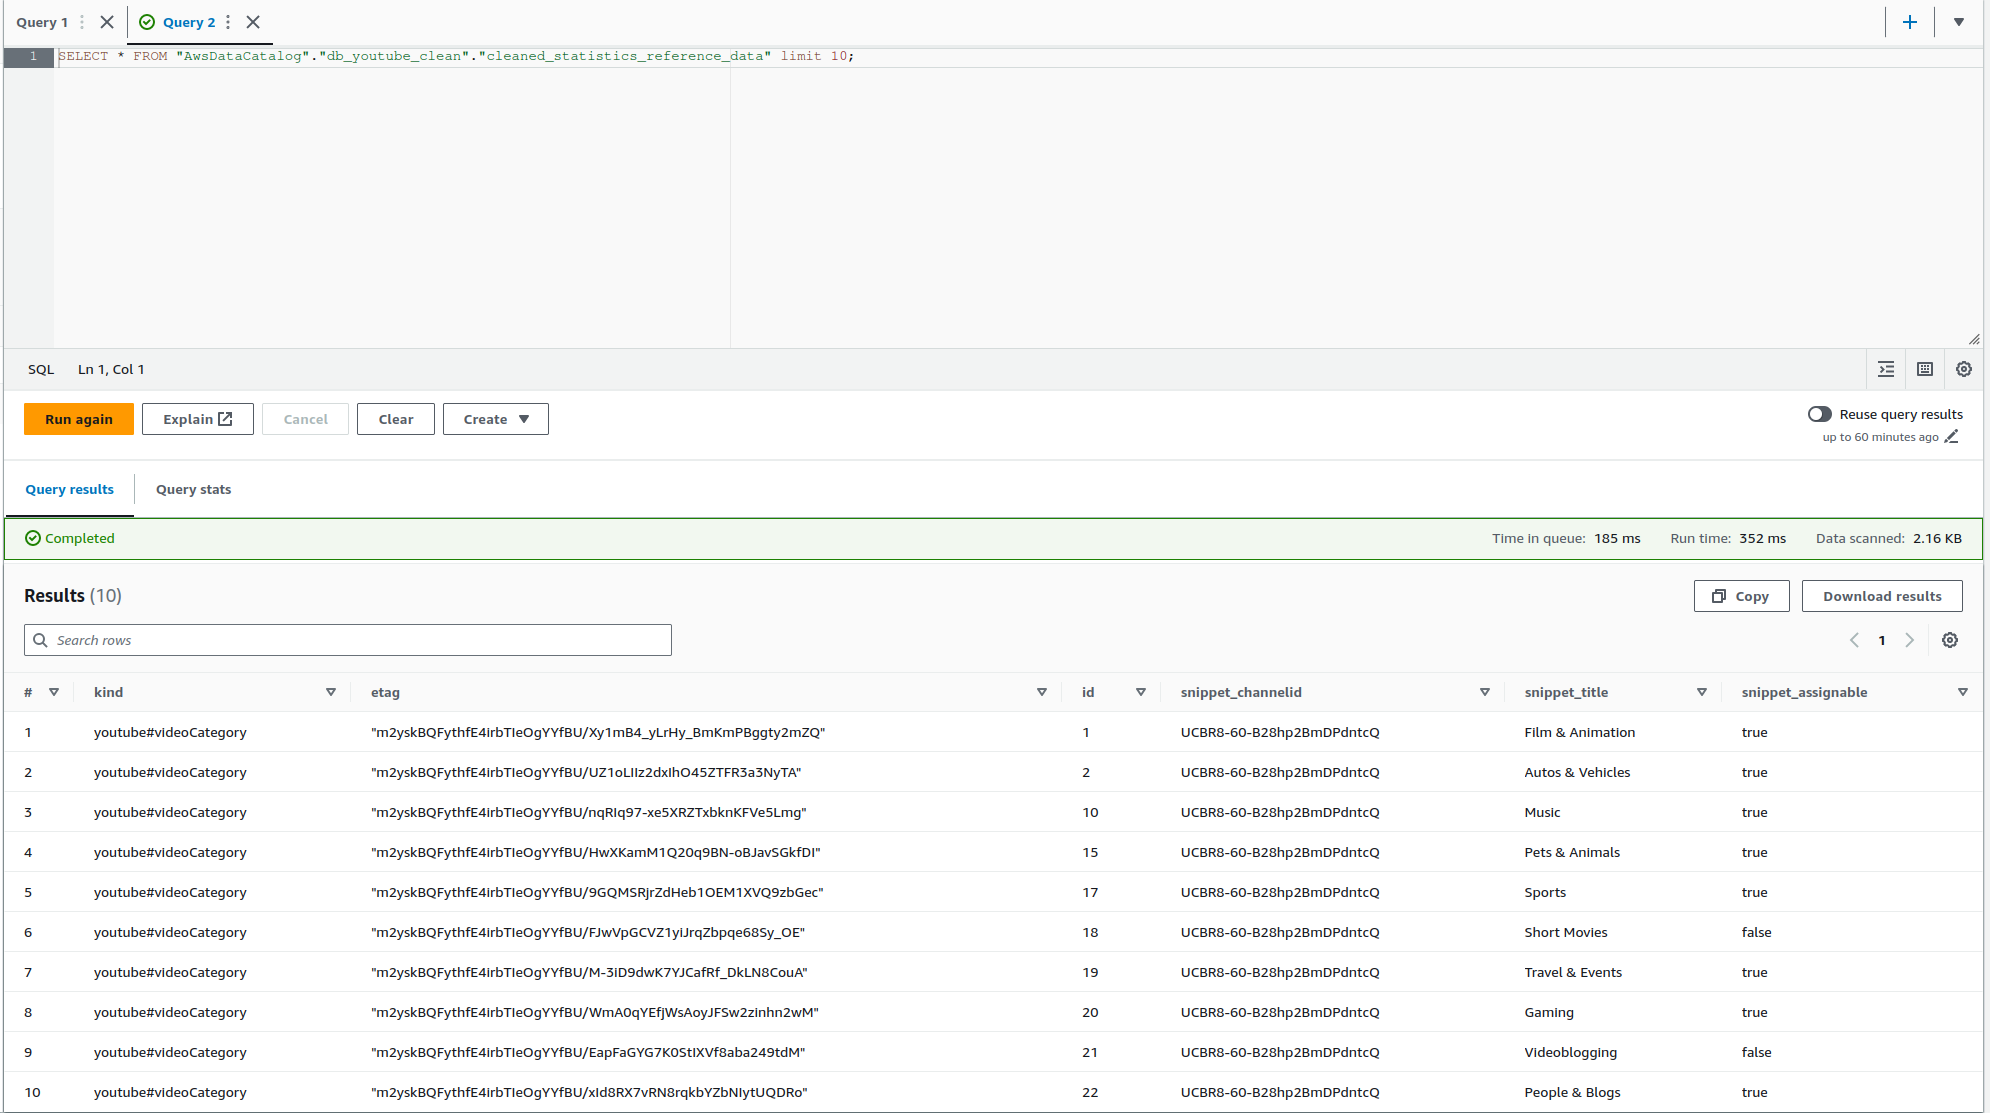 Query 1 Query 2
1 SELECT * FROM "AwsDataCatalog"."db_youtube_clean"."cleaned_statistics_reference_data" limit 10;
SQL Ln 1, Col 1
Run again Explain Cancel Clear Create Reuse query results
up to 60 minutes ago
Query results Query stats
Completed Time in queue: 185 ms Run time: 352 ms Data scanned: 2.16 KB
Results (10) Copy Download results
Search rows 1
# kind etag id snippet_channelid snippet_title snippet_assignable
1 youtube#videoCategory "m2yskBQFythfE4irbTIeOgYYfBU/Xy1mB4_yLrHy_BmKmPBggty2mZQ" 1 UCBR8-60-B28hp2BmDPdntcQ Film & Animation true
2 youtube#videoCategory "m2yskBQFythfE4irbTIeOgYYfBU/UZ1oLIIz2dxIhO45ZTFR3a3NyTA" 2 UCBR8-60-B28hp2BmDPdntcQ Autos & Vehicles true
3 youtube#videoCategory "m2yskBQFythfE4irbTIeOgYYfBU/nqRIq97-xe5XRZTxbknKFVe5Lmg" 10 UCBR8-60-B28hp2BmDPdntcQ Music true
4 youtube#videoCategory "m2yskBQFythfE4irbTIeOgYYfBU/HwXKamM1Q20q9BN-oBJavSGkfDI" 15 UCBR8-60-B28hp2BmDPdntcQ Pets & Animals true
5 youtube#videoCategory "m2yskBQFythfE4irbTIeOgYYfBU/9GQMSRjrZdHeb1OEM1XVQ9zbGec" 17 UCBR8-60-B28hp2BmDPdntcQ Sports true
6 youtube#videoCategory "m2yskBQFythfE4irbTIeOgYYfBU/FJwVpGCVZ1yiJrqZbpqe68Sy_OE" 18 UCBR8-60-B28hp2BmDPdntcQ Short Movies false
7 youtube#videoCategory "m2yskBQFythfE4irbTIeOgYYfBU/M-3iD9dwK7YJCafRf_DkLN8CouA" 19 UCBR8-60-B28hp2BmDPdntcQ Travel & Events true
8 youtube#videoCategory "m2yskBQFythfE4irbTIeOgYYfBU/WmA0qYEfjWsAoyJFSw2zinhn2wM" 20 UCBR8-60-B28hp2BmDPdntcQ Gaming true
9 youtube#videoCategory "m2yskBQFythfE4irbTIeOgYYfBU/EapFaGYG7K0StIXVf8aba249tdM" 21 UCBR8-60-B28hp2BmDPdntcQ Videoblogging false
10 youtube#videoCategory "m2yskBQFythfE4irbTIeOgYYfBU/xId8RX7vRN8rqkbYZbNIytUQDRo" 22 UCBR8-60-B28hp2BmDPdntcQ People & Blogs true